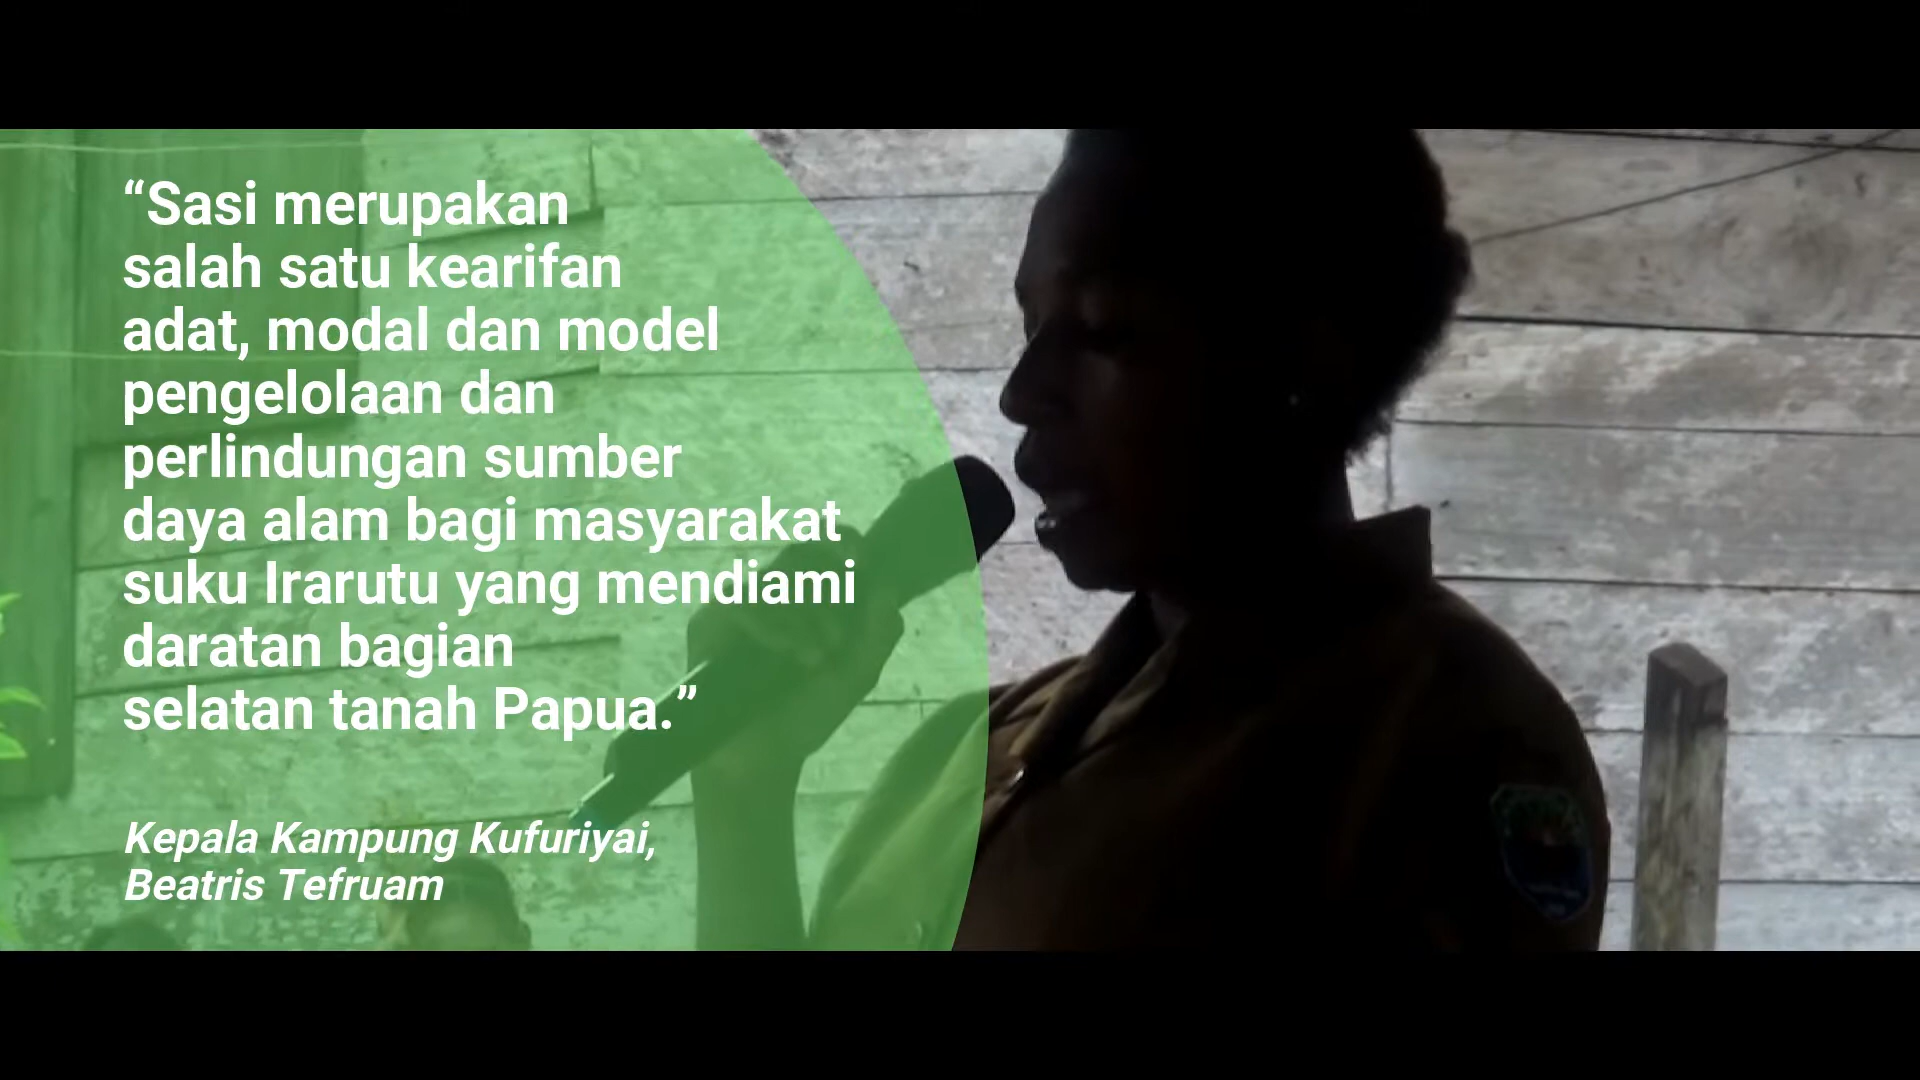 “Sasi merupakan
salah satu kearifan
adat, modal dan model
pengelolaan dan
perlindungan sumber
daya alam bagi masyarakat
suku Irarutu yang mendiami
daratan bagian
selatan tanah Papua.”
Kepala Kampung Kufuriyai,
Beatris Tefruam